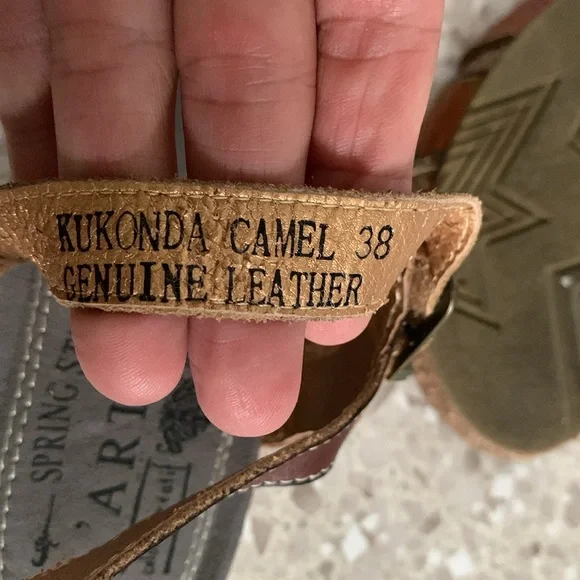 KUKONDA CAMEL 38
GENUINE LEATHER
SPRING ST
'ART